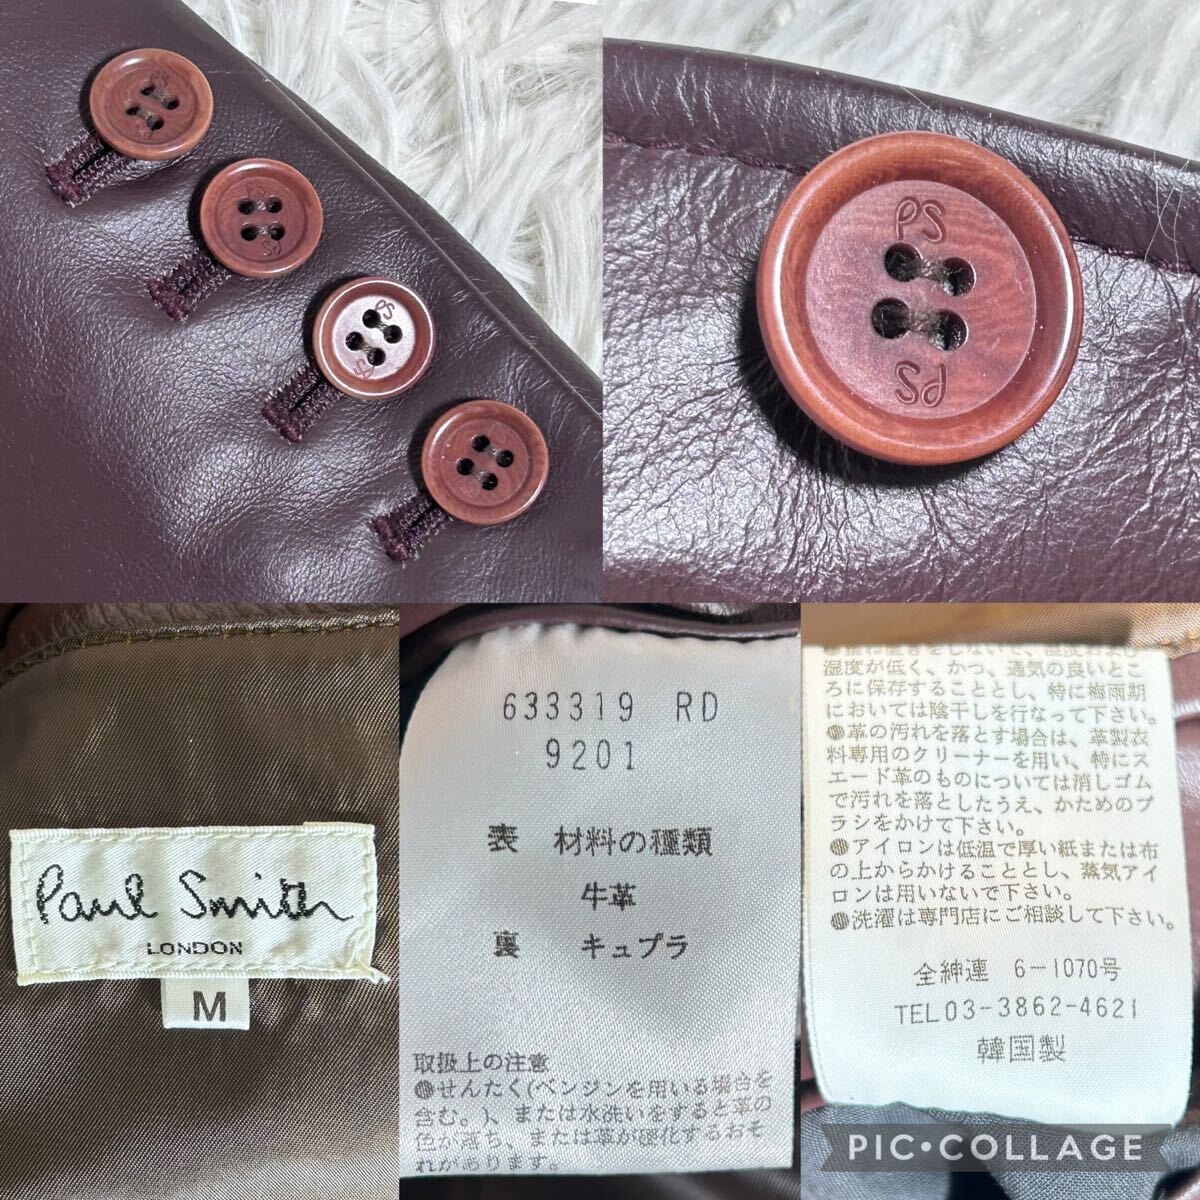 PS
PS
PS
PS
PS
PS
PS
PS
PS
Paul Smith
LONDON
M
633319 RD
9201
表 材料の種類
牛革
裏 キュプラ
取扱上の注意
●せんたく(ベンジンを用いる場合を
含む。)、または水洗いをすると革の
色が落ち、または革が硬化するおそ
れがあります。
湿度が低く、かつ、通気の良いとこ
ろに保存することとし、特に梅雨期
においては陰干しを行なって下さい。
●革の汚れを落とす場合は、革製衣
料専用のクリーナーを用い、特にス
エード革のものについては消しゴム
で汚れを落としたうえ、かためのブ
ラシをかけて下さい。
●アイロンは低温で厚い紙または布
の上からかけることとし、蒸気アイ
ロンは用いないで下さい。
●洗濯は専門店にご相談して下さい。
全紳連 6-1070号
TEL 03-3862-4621
韓国製
PIC•COLLAGE